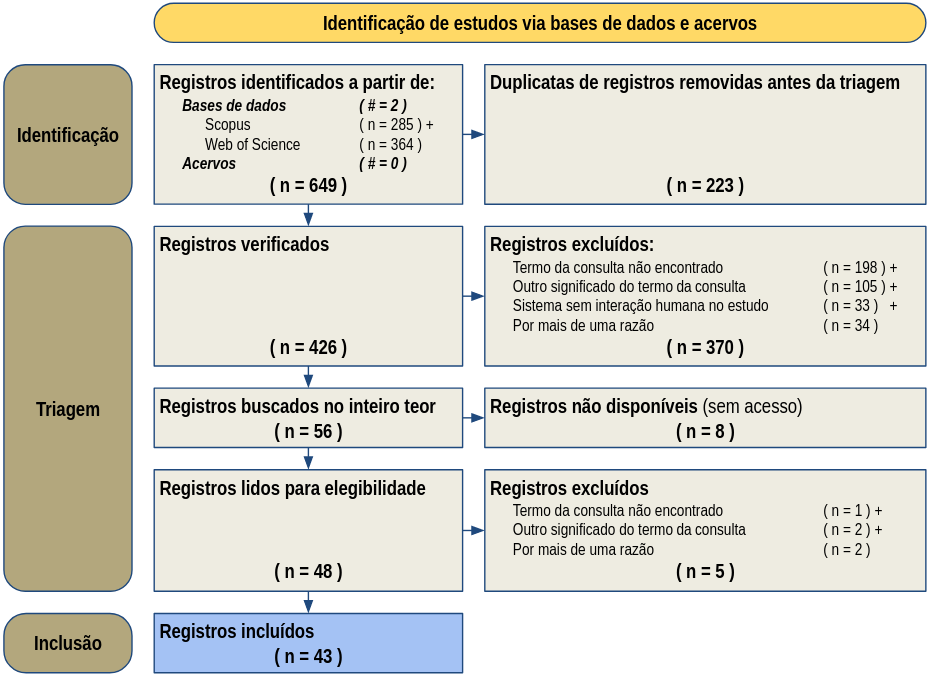 Identificação de estudos via bases de dados e acervos
Identificação
Registros identificados a partir de:
Bases de dados ( # = 2 )
Scopus ( n = 285 ) +
Web of Science ( n = 364 )
Acervos ( # = 0 )
( n = 649 )
Duplicatas de registros removidas antes da triagem
( n = 223 )
Triagem
Registros verificados
( n = 426 )
Registros excluídos:
Termo da consulta não encontrado ( n = 198 ) +
Outro significado do termo da consulta ( n = 105 ) +
Sistema sem interação humana no estudo ( n = 33 ) +
Por mais de uma razão ( n = 34 )
( n = 370 )
Registros buscados no inteiro teor
( n = 56 )
Registros não disponíveis (sem acesso)
( n = 8 )
Registros lidos para elegibilidade
( n = 48 )
Registros excluídos
Termo da consulta não encontrado ( n = 1 ) +
Outro significado do termo da consulta ( n = 2 ) +
Por mais de uma razão ( n = 2 )
( n = 5 )
Inclusão
Registros incluídos
( n = 43 )